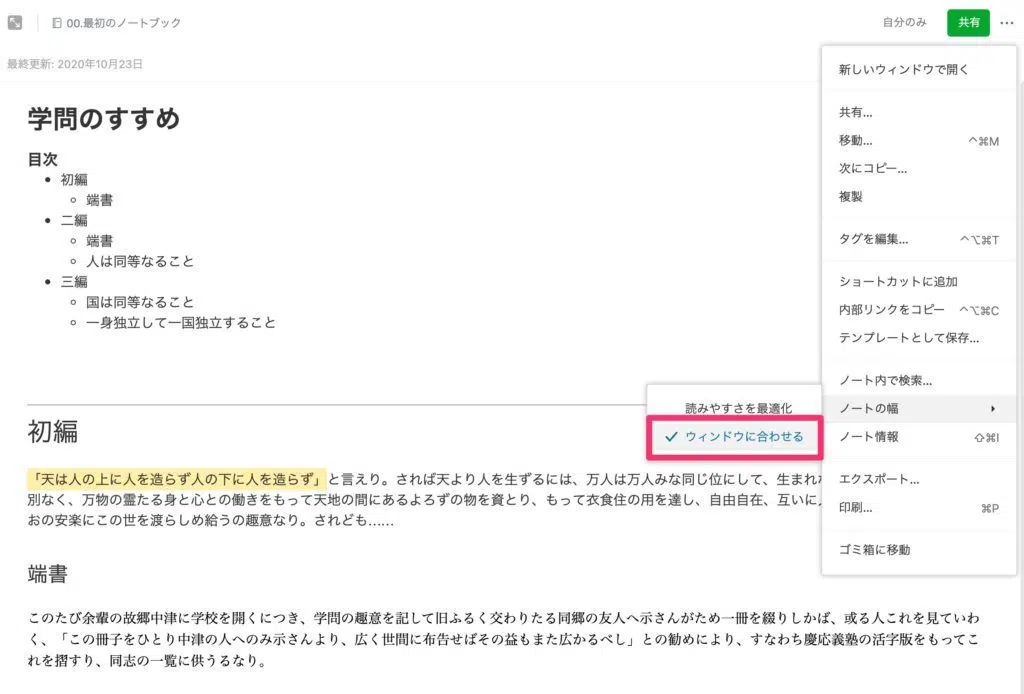 00.最初のノートブック
自分のみ
共有
最終更新: 2020年10月23日
学問のすすめ
目次
初編
端書
二編
端書
人は同等なること
三編
国は同等なること
一身独立して一国独立すること
初編
「天は人の上に人を造らず人の下に人を造らず」と言えり。されば天より人を生ずるには、万人は万人みな同じ位にして、生まれ
別なく、万物の霊たる身と心との働きをもって天地の間にあるよろずの物を資とり、もって衣食住の用を達し、自由自在、互いに
おの安楽にこの世を渡らしめ給うの趣意なり。されども……
端書
このたび余輩の故郷中津に学校を開くにつき、学問の趣意を記して旧ふるく交わりたる同郷の友人へ示さんがため一冊を綴りしかば、或る人これを見ていわ
く、「この冊子をひとり中津の人へのみ示さんより、広く世間に布告せばその益もまた広かるべし」との勧めにより、すなわち慶応義塾の活字版をもってこ
れを摺すり、同志の一覧に供うるなり。
新しいウィンドウで開く
共有...
移動... ^⌘M
次にコピー...
複製
タグを編集... ^⌥⌘T
ショートカットに追加
内部リンクをコピー ^⌥⌘C
テンプレートとして保存...
ノート内で検索...
ノートの幅
読みやすさを最適化
ウィンドウに合わせる
ノート情報 ⇧⌘I
エクスポート...
印刷... ⌘P
ゴミ箱に移動